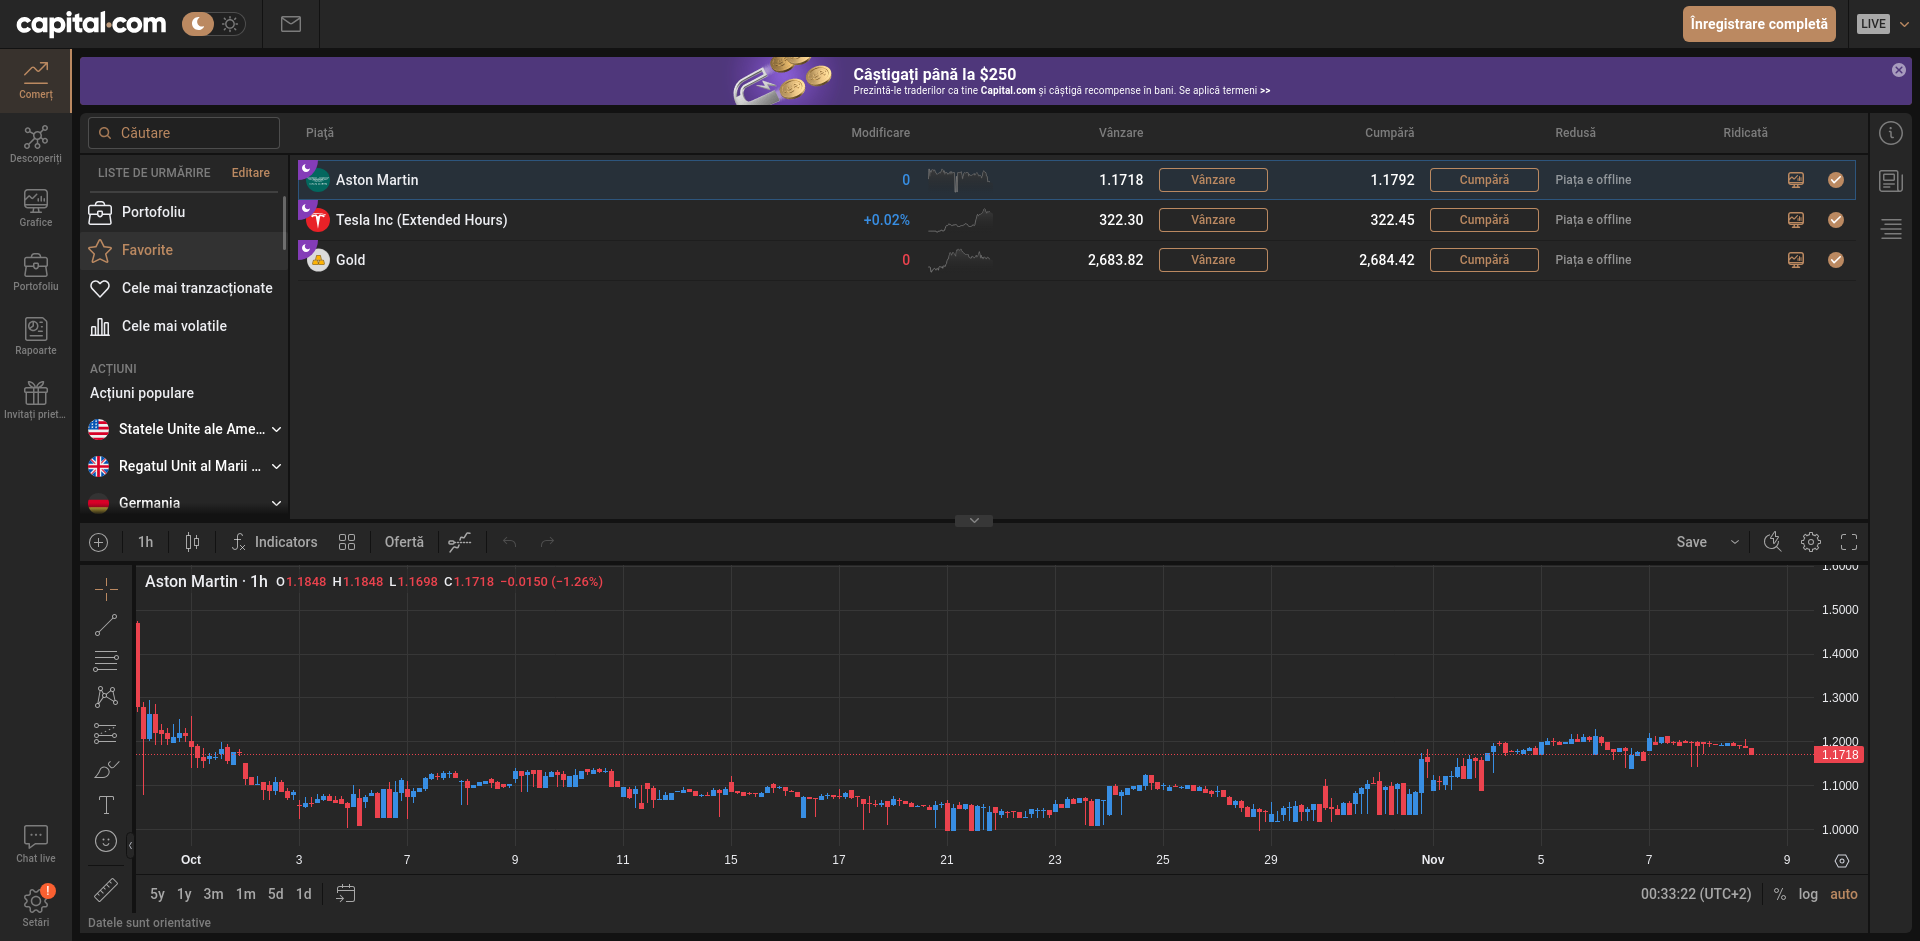 capital.com
Înregistrare completă
LIVE
Câștigați până la $250
Prezintă-le traderilor ca tine Capital.com și câștigă recompense în bani. Se aplică termeni >>
Comerț
Descoperiți
Grafice
Portofoliu
Rapoarte
Invitați priet...
Chat live
!
Setări
Căutare
LISTE DE URMĂRIRE Editare
Portofoliu
Favorite
Cele mai tranzacționate
Cele mai volatile
ACȚIUNI
Acțiuni populare
Statele Unite ale Ame...
Regatul Unit al Marii ...
Germania
Piață Modificare Vânzare Cumpără Redusă Ridicată
Aston Martin 0 1.1718 Vânzare 1.1792 Cumpără Piața e offline
Tesla Inc (Extended Hours) +0.02% 322.30 Vânzare 322.45 Cumpără Piața e offline
Gold 0 2,683.82 Vânzare 2,684.42 Cumpără Piața e offline
1h Indicators Ofertă Save
Aston Martin · 1h O1.1848 H1.1848 L1.1698 C1.1718 −0.0150 (−1.26%)
1.6000
1.5000
1.4000
1.3000
1.2000
1.1718
1.1000
1.0000
Oct 3 7 9 11 15 17 21 23 25 29 Nov 5 7 9
5y 1y 3m 1m 5d 1d 00:33:22 (UTC+2) % log auto
Datele sunt orientative